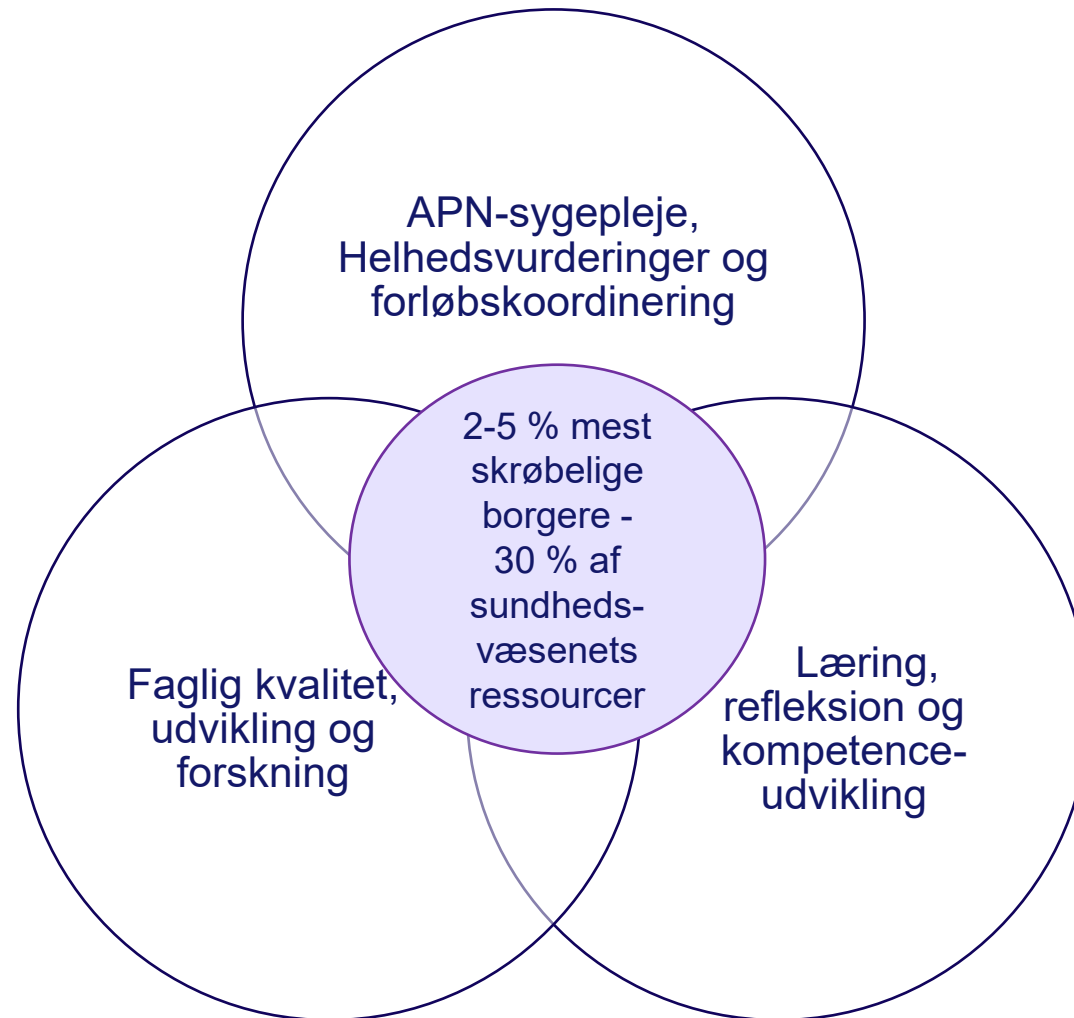 APN-sygepleje,
Helhedsvurderinger og
forløbskoordinering
2-5 % mest
skrøbelige
borgere -
30 % af
sundheds-
væsenets
ressourcer
Faglig kvalitet,
udvikling og
forskning
Læring,
refleksion og
kompetence-
udvikling